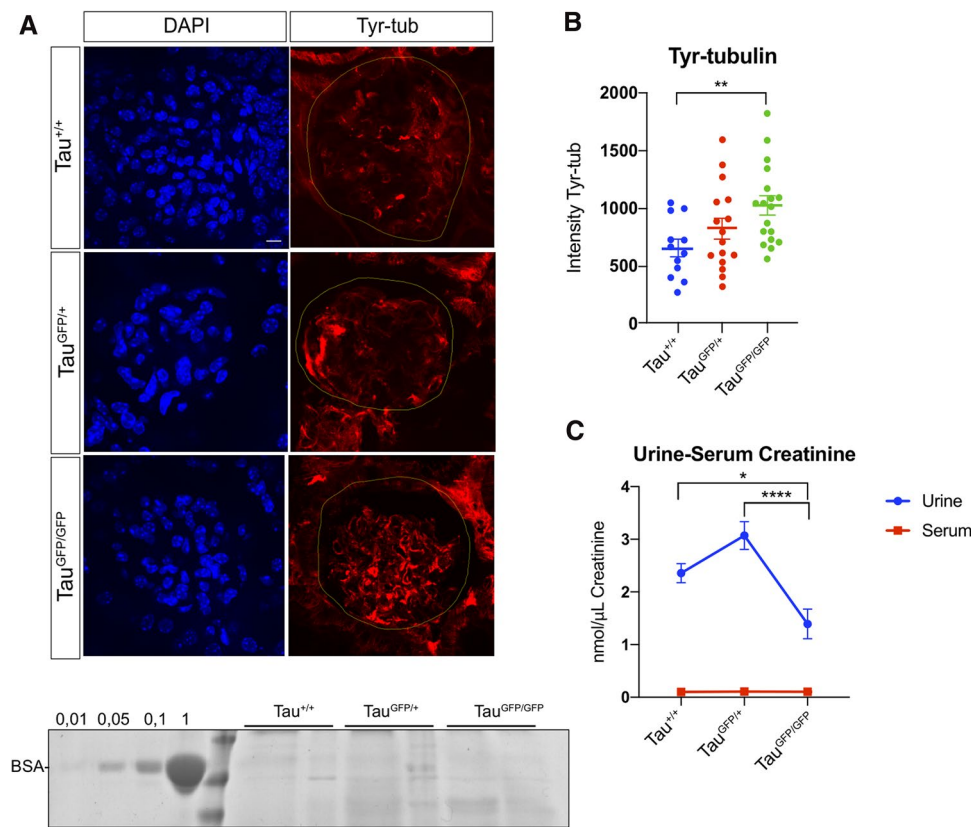 A
DAPI
Tyr-tub
Tau+/+
TauGFP/+
TauGFP/GFP
B
Tyr-tubulin
**
2000
1500
1000
500
0
Intensity Tyr-tub
Tau+/+
TauGFP/+
TauGFP/GFP
C
Urine-Serum Creatinine
*
****
4
3
2
1
0
nmol/µL Creatinine
Tau+/+
TauGFP/+
TauGFP/GFP
Urine
Serum
0,01 0,05 0,1 1
Tau+/+ TauGFP/+ TauGFP/GFP
BSA-